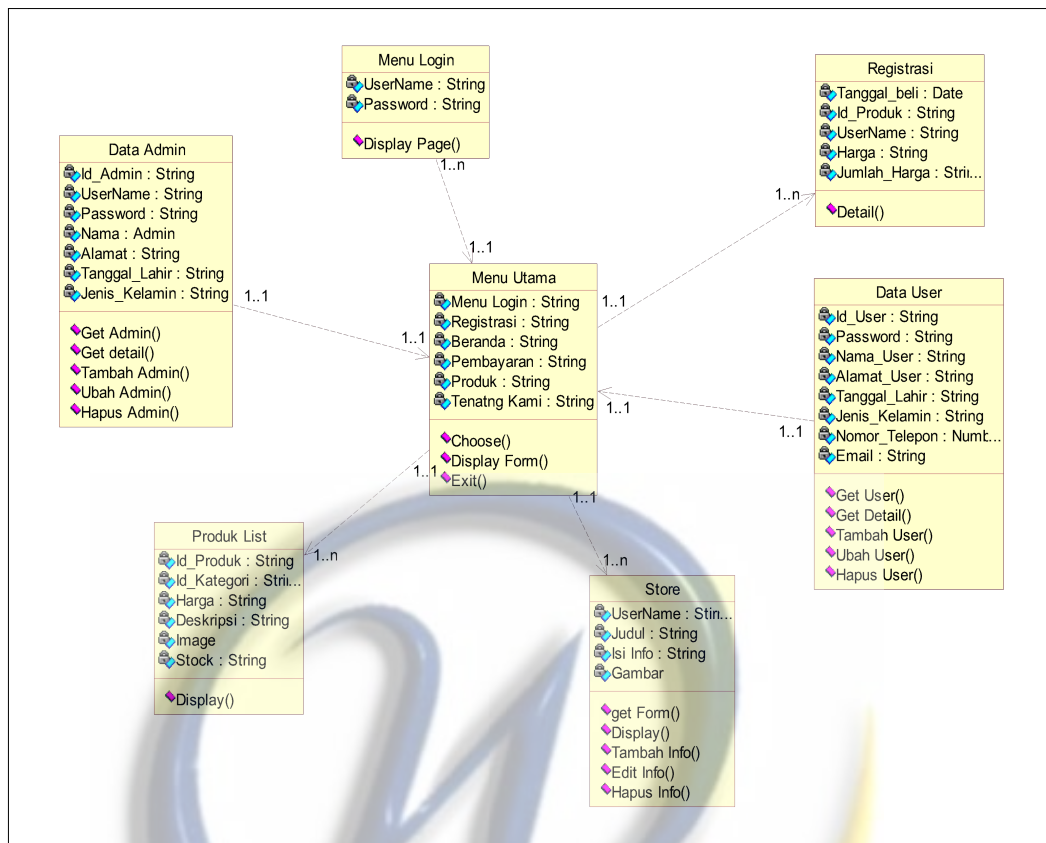 Menu Login
UserName : String
Password : String
Display Page()
1..n
1..1
Registrasi
Tanggal_beli : Date
Id_Produk : String
UserName : String
Harga : String
Jumlah_Harga : Strin...
Detail()
1..n
1..1
Data Admin
Id_Admin : String
UserName : String
Password : String
Nama : Admin
Alamat : String
Tanggal_Lahir : String
Jenis_Kelamin : String
Get Admin()
Get detail()
Tambah Admin()
Ubah Admin()
Hapus Admin()
1..1
1..1
Menu Utama
Menu Login : String
Registrasi : String
Beranda : String
Pembayaran : String
Produk : String
Tenatng Kami : String
Choose()
Display Form()
Exit()
Data User
Id_User : String
Password : String
Nama_User : String
Alamat_User : String
Tanggal_Lahir : String
Jenis_Kelamin : String
Nomor_Telepon : Numb...
Email : String
Get User()
Get Detail()
Tambah User()
Ubah User()
Hapus User()
1..1
1..1
1..1
1..n
1..1
1..n
Produk List
Id_Produk : String
Id_Kategori : Strin...
Harga : String
Deskripsi : String
Image
Stock : String
Display()
Store
UserName : Strin...
Judul : String
Isi Info : String
Gambar
get Form()
Display()
Tambah Info()
Edit Info()
Hapus Info()